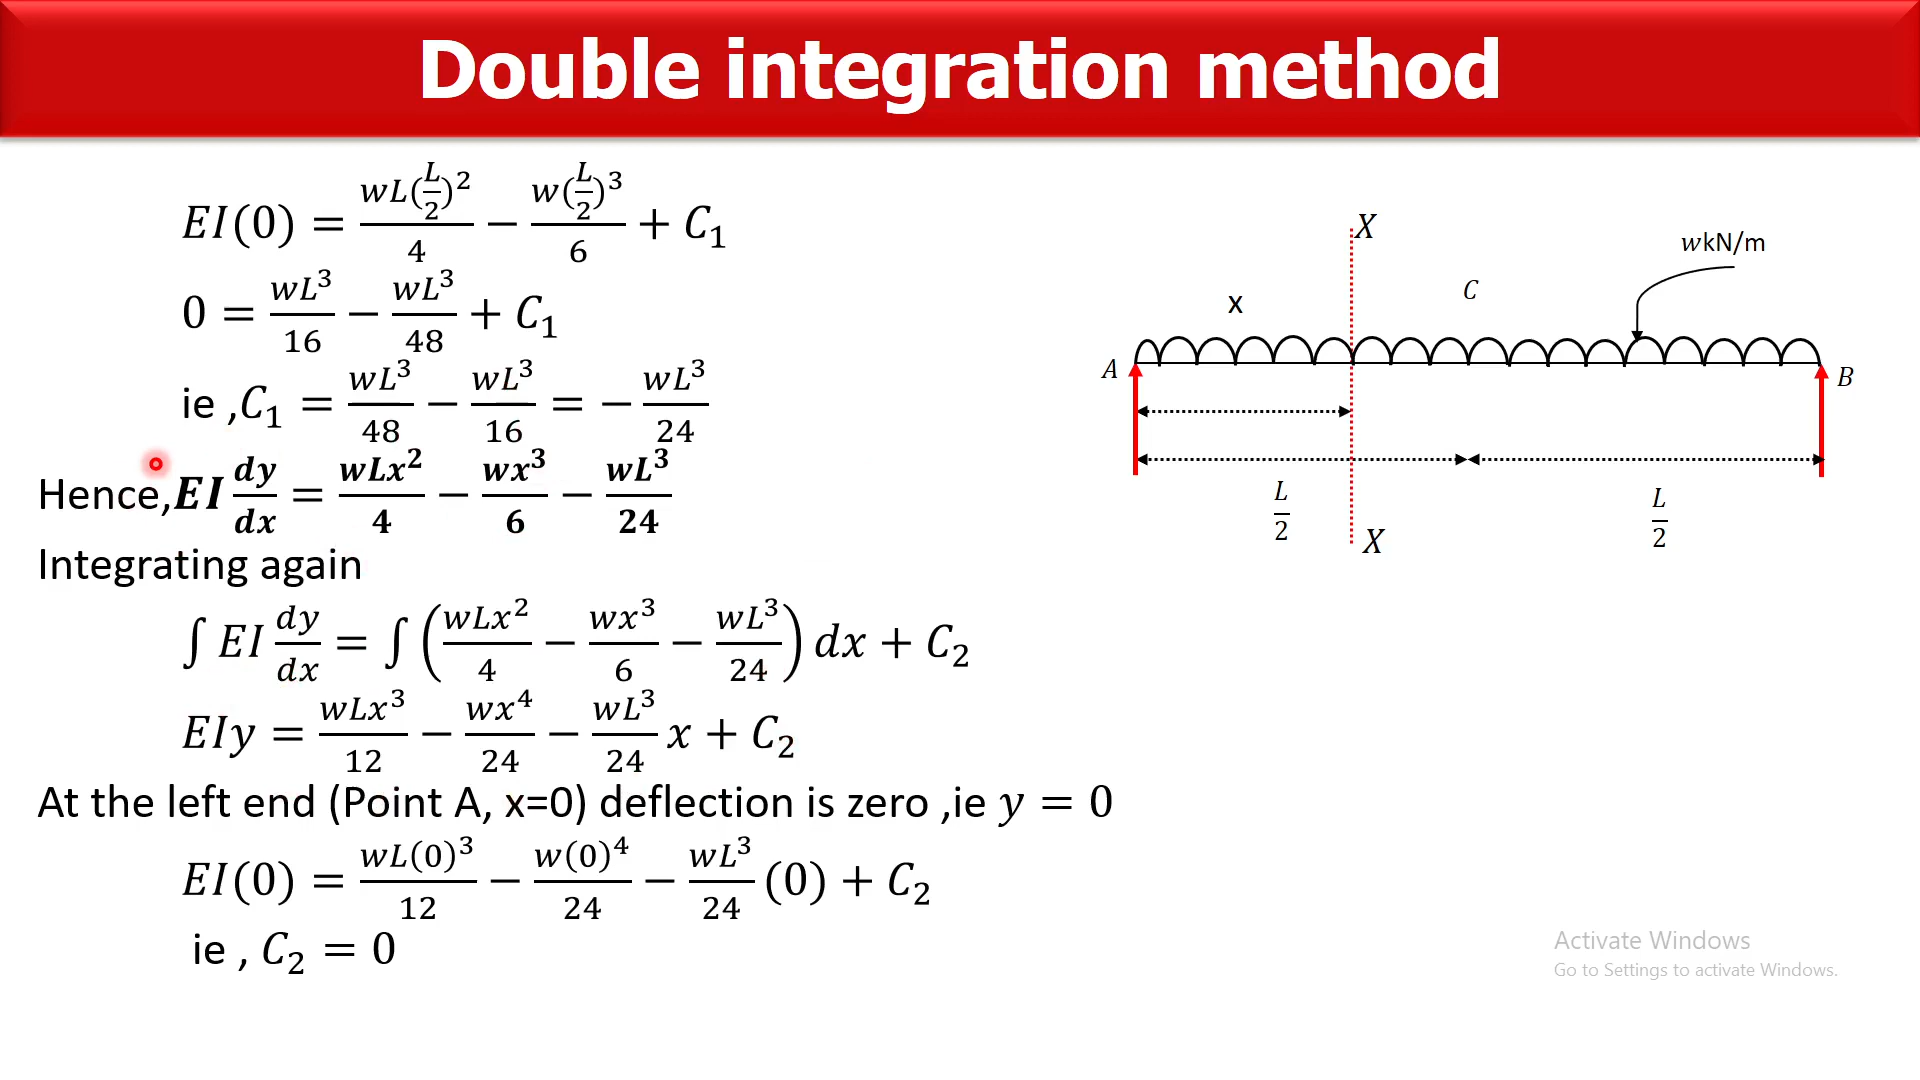 Double integration method
EI(0) = wL(L/2)²/4 − w(L/2)³/6 + C₁
0 = wL³/16 − wL³/48 + C₁
ie ,C₁ = wL³/48 − wL³/16 = − wL³/24
Hence,EI dy/dx = wLx²/4 − wx³/6 − wL³/24
Integrating again
∫ EI dy/dx = ∫ (wLx²/4 − wx³/6 − wL³/24) dx + C₂
EIy = wLx³/12 − wx⁴/24 − wL³/24 x + C₂
At the left end (Point A, x=0) deflection is zero ,ie y = 0
EI(0) = wL(0)³/12 − w(0)⁴/24 − wL³/24 (0) + C₂
ie , C₂ = 0
X
wkN/m
C
x
A
B
L/2
L/2
X
Activate Windows
Go to Settings to activate Windows.